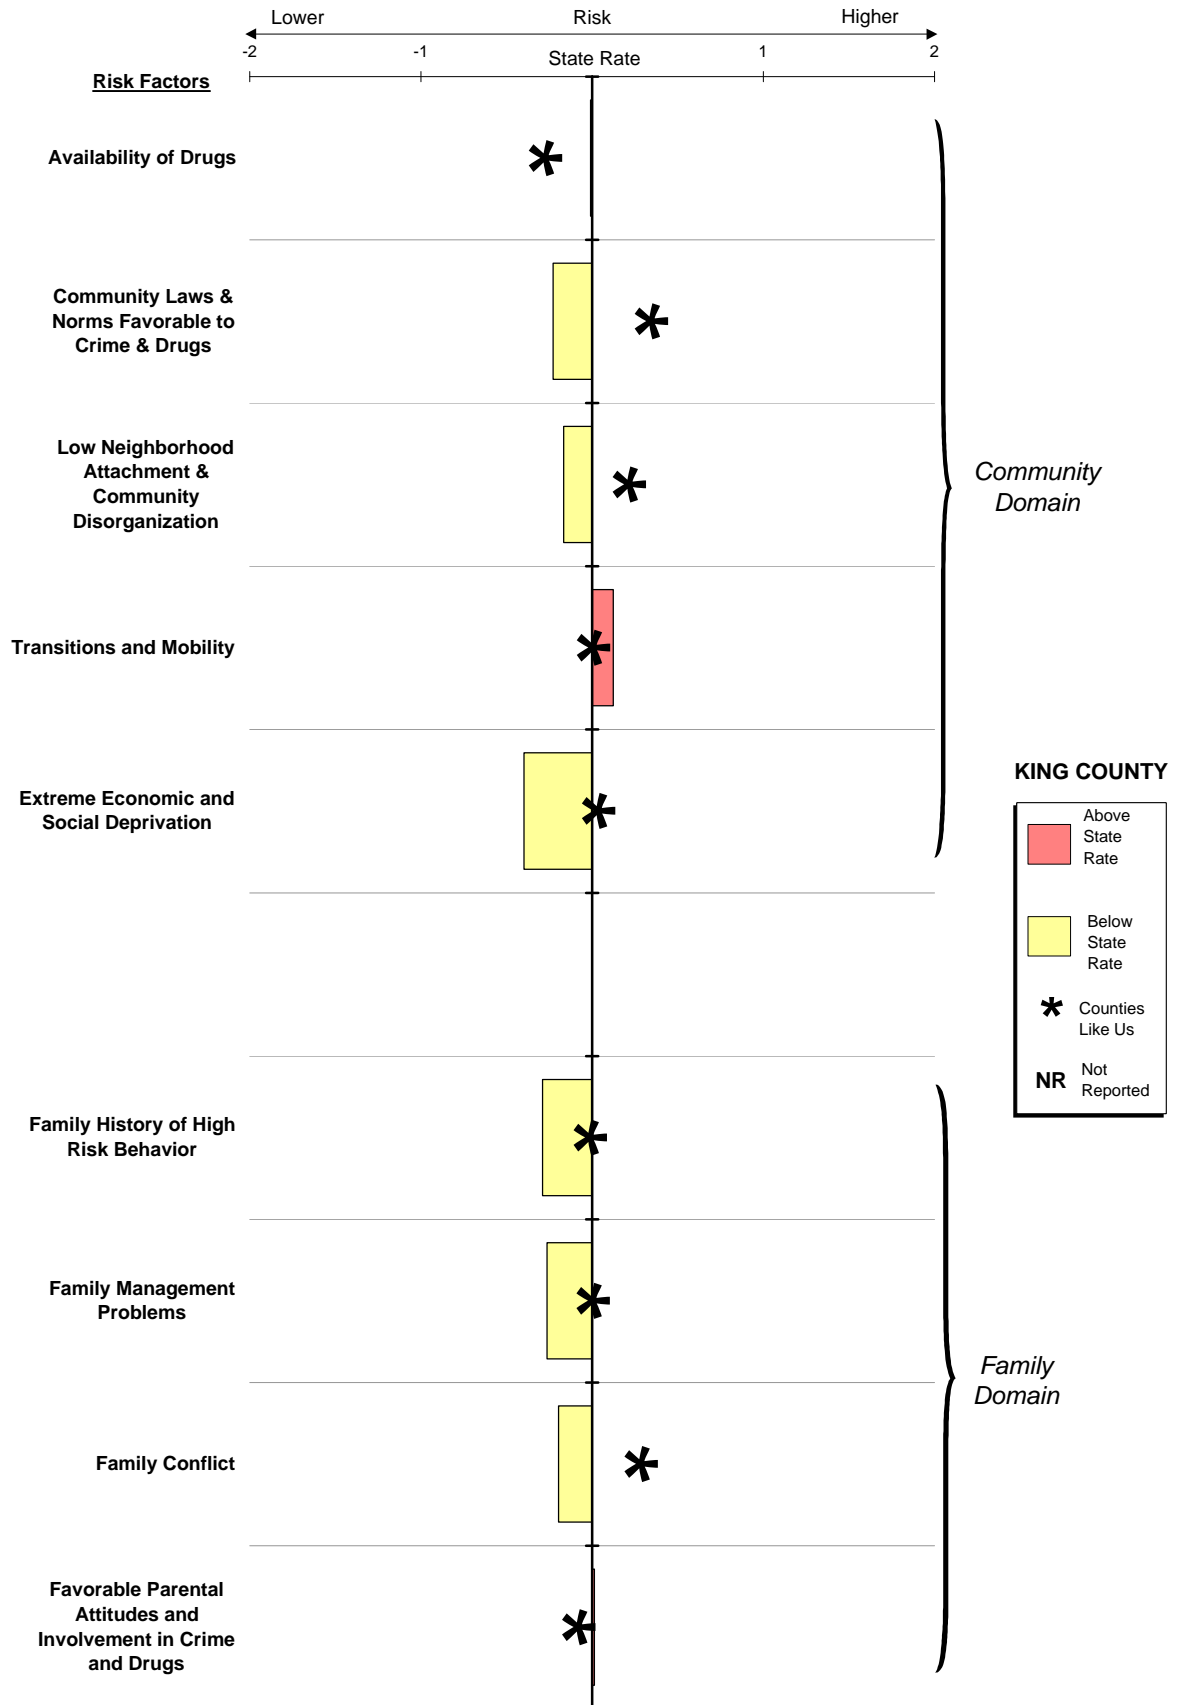 Lower Risk Higher
-2 -1 1 2
State Rate
Risk Factors
Availability of Drugs
Community Laws &
Norms Favorable to
Crime & Drugs
Low Neighborhood
Attachment &
Community
Disorganization
Transitions and Mobility
Extreme Economic and
Social Deprivation
Community
Domain
KING COUNTY
Above
State
Rate
Below
State
Rate
* Counties
Like Us
NR Not
Reported
Family History of High
Risk Behavior
Family Management
Problems
Family Conflict
Favorable Parental
Attitudes and
Involvement in Crime
and Drugs
Family
Domain